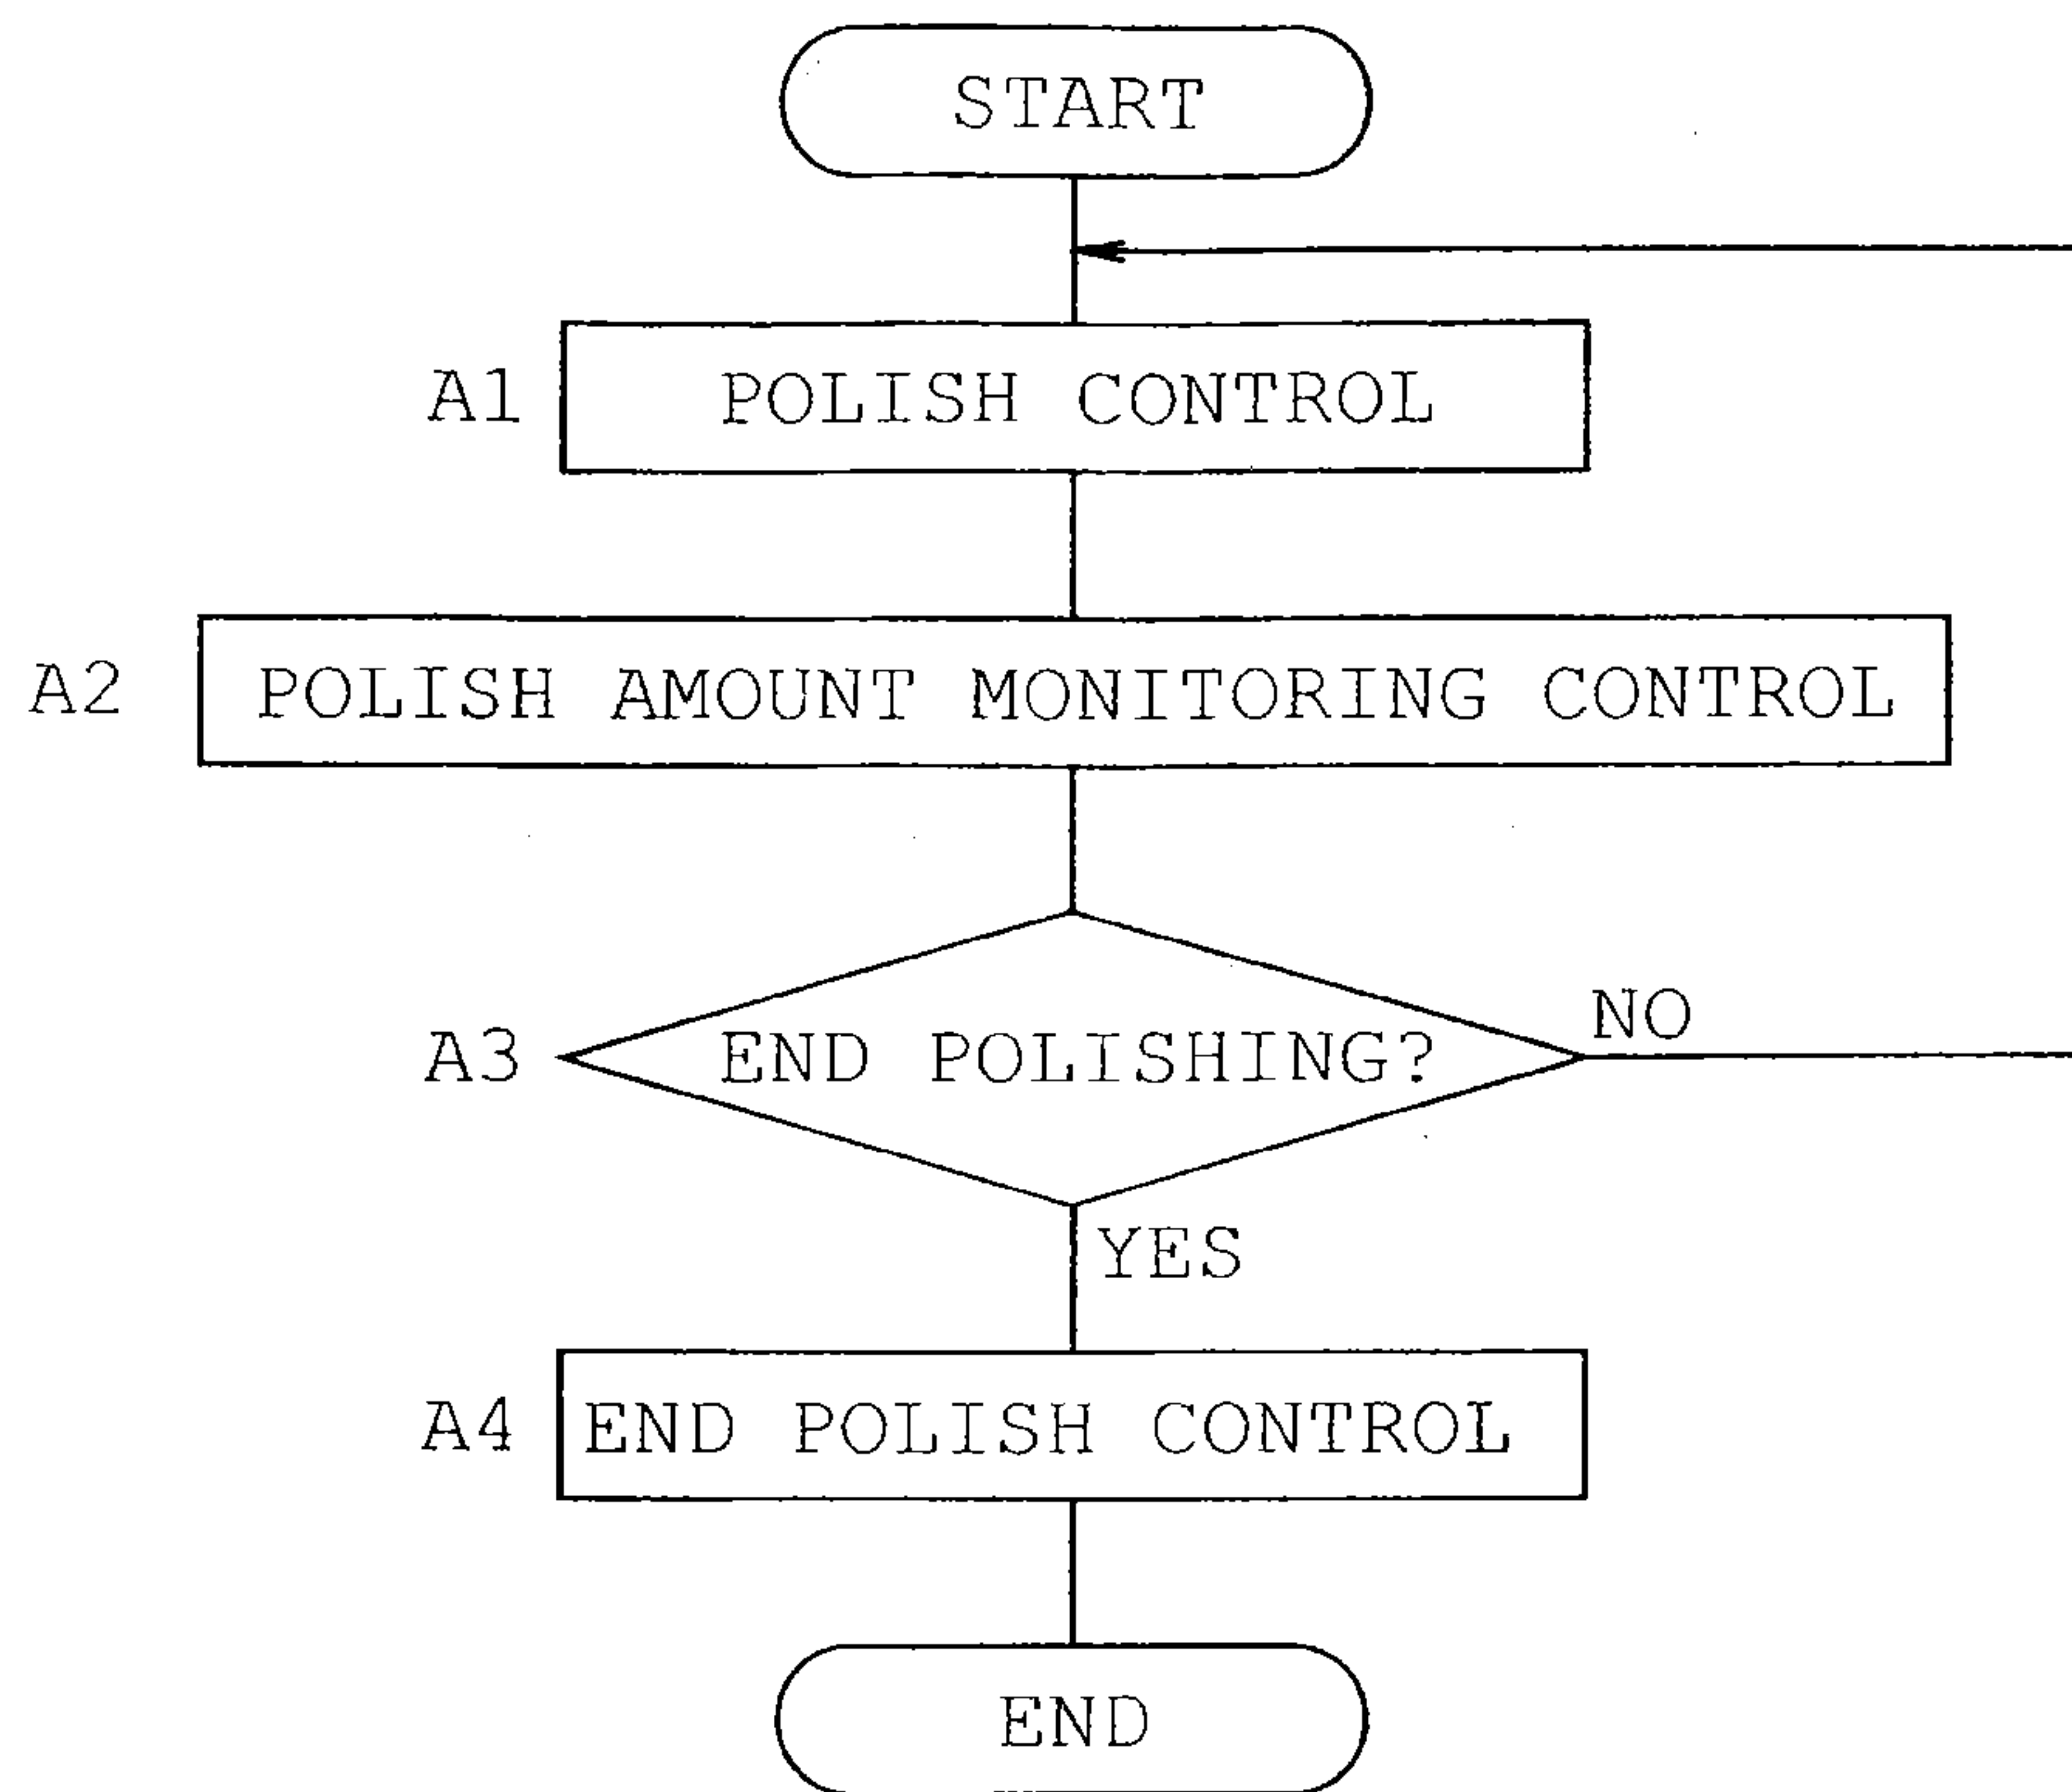 START
A1 POLISH CONTROL
A2 POLISH AMOUNT MONITORING CONTROL
A3 END POLISHING? NO
YES
A4 END POLISH CONTROL
END